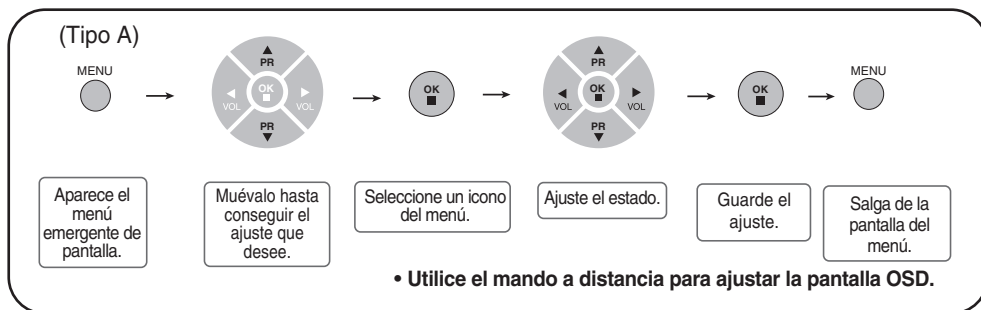 (Tipo A)
MENU
PR
VOL
OK
VOL
PR
OK
PR
VOL
OK
VOL
PR
OK
MENU
Aparece el
menú
emergente de
pantalla.
Muévalo hasta
conseguir el
ajuste que
desee.
Seleccione un icono
del menú.
Ajuste el estado.
Guarde el
ajuste.
Salga de la
pantalla del
menú.
• Utilice el mando a distancia para ajustar la pantalla OSD.